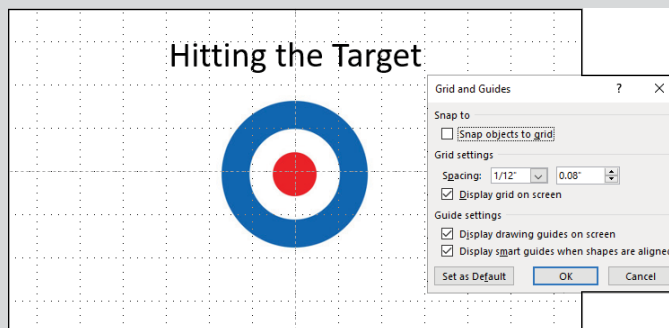 Hitting the Target
Grid and Guides
Snap to
Snap objects to grid
Grid settings
Spacing: 1/12" 0.08"
Display grid on screen
Guide settings
Display drawing guides on screen
Display smart guides when shapes are aligned
Set as Default OK Cancel